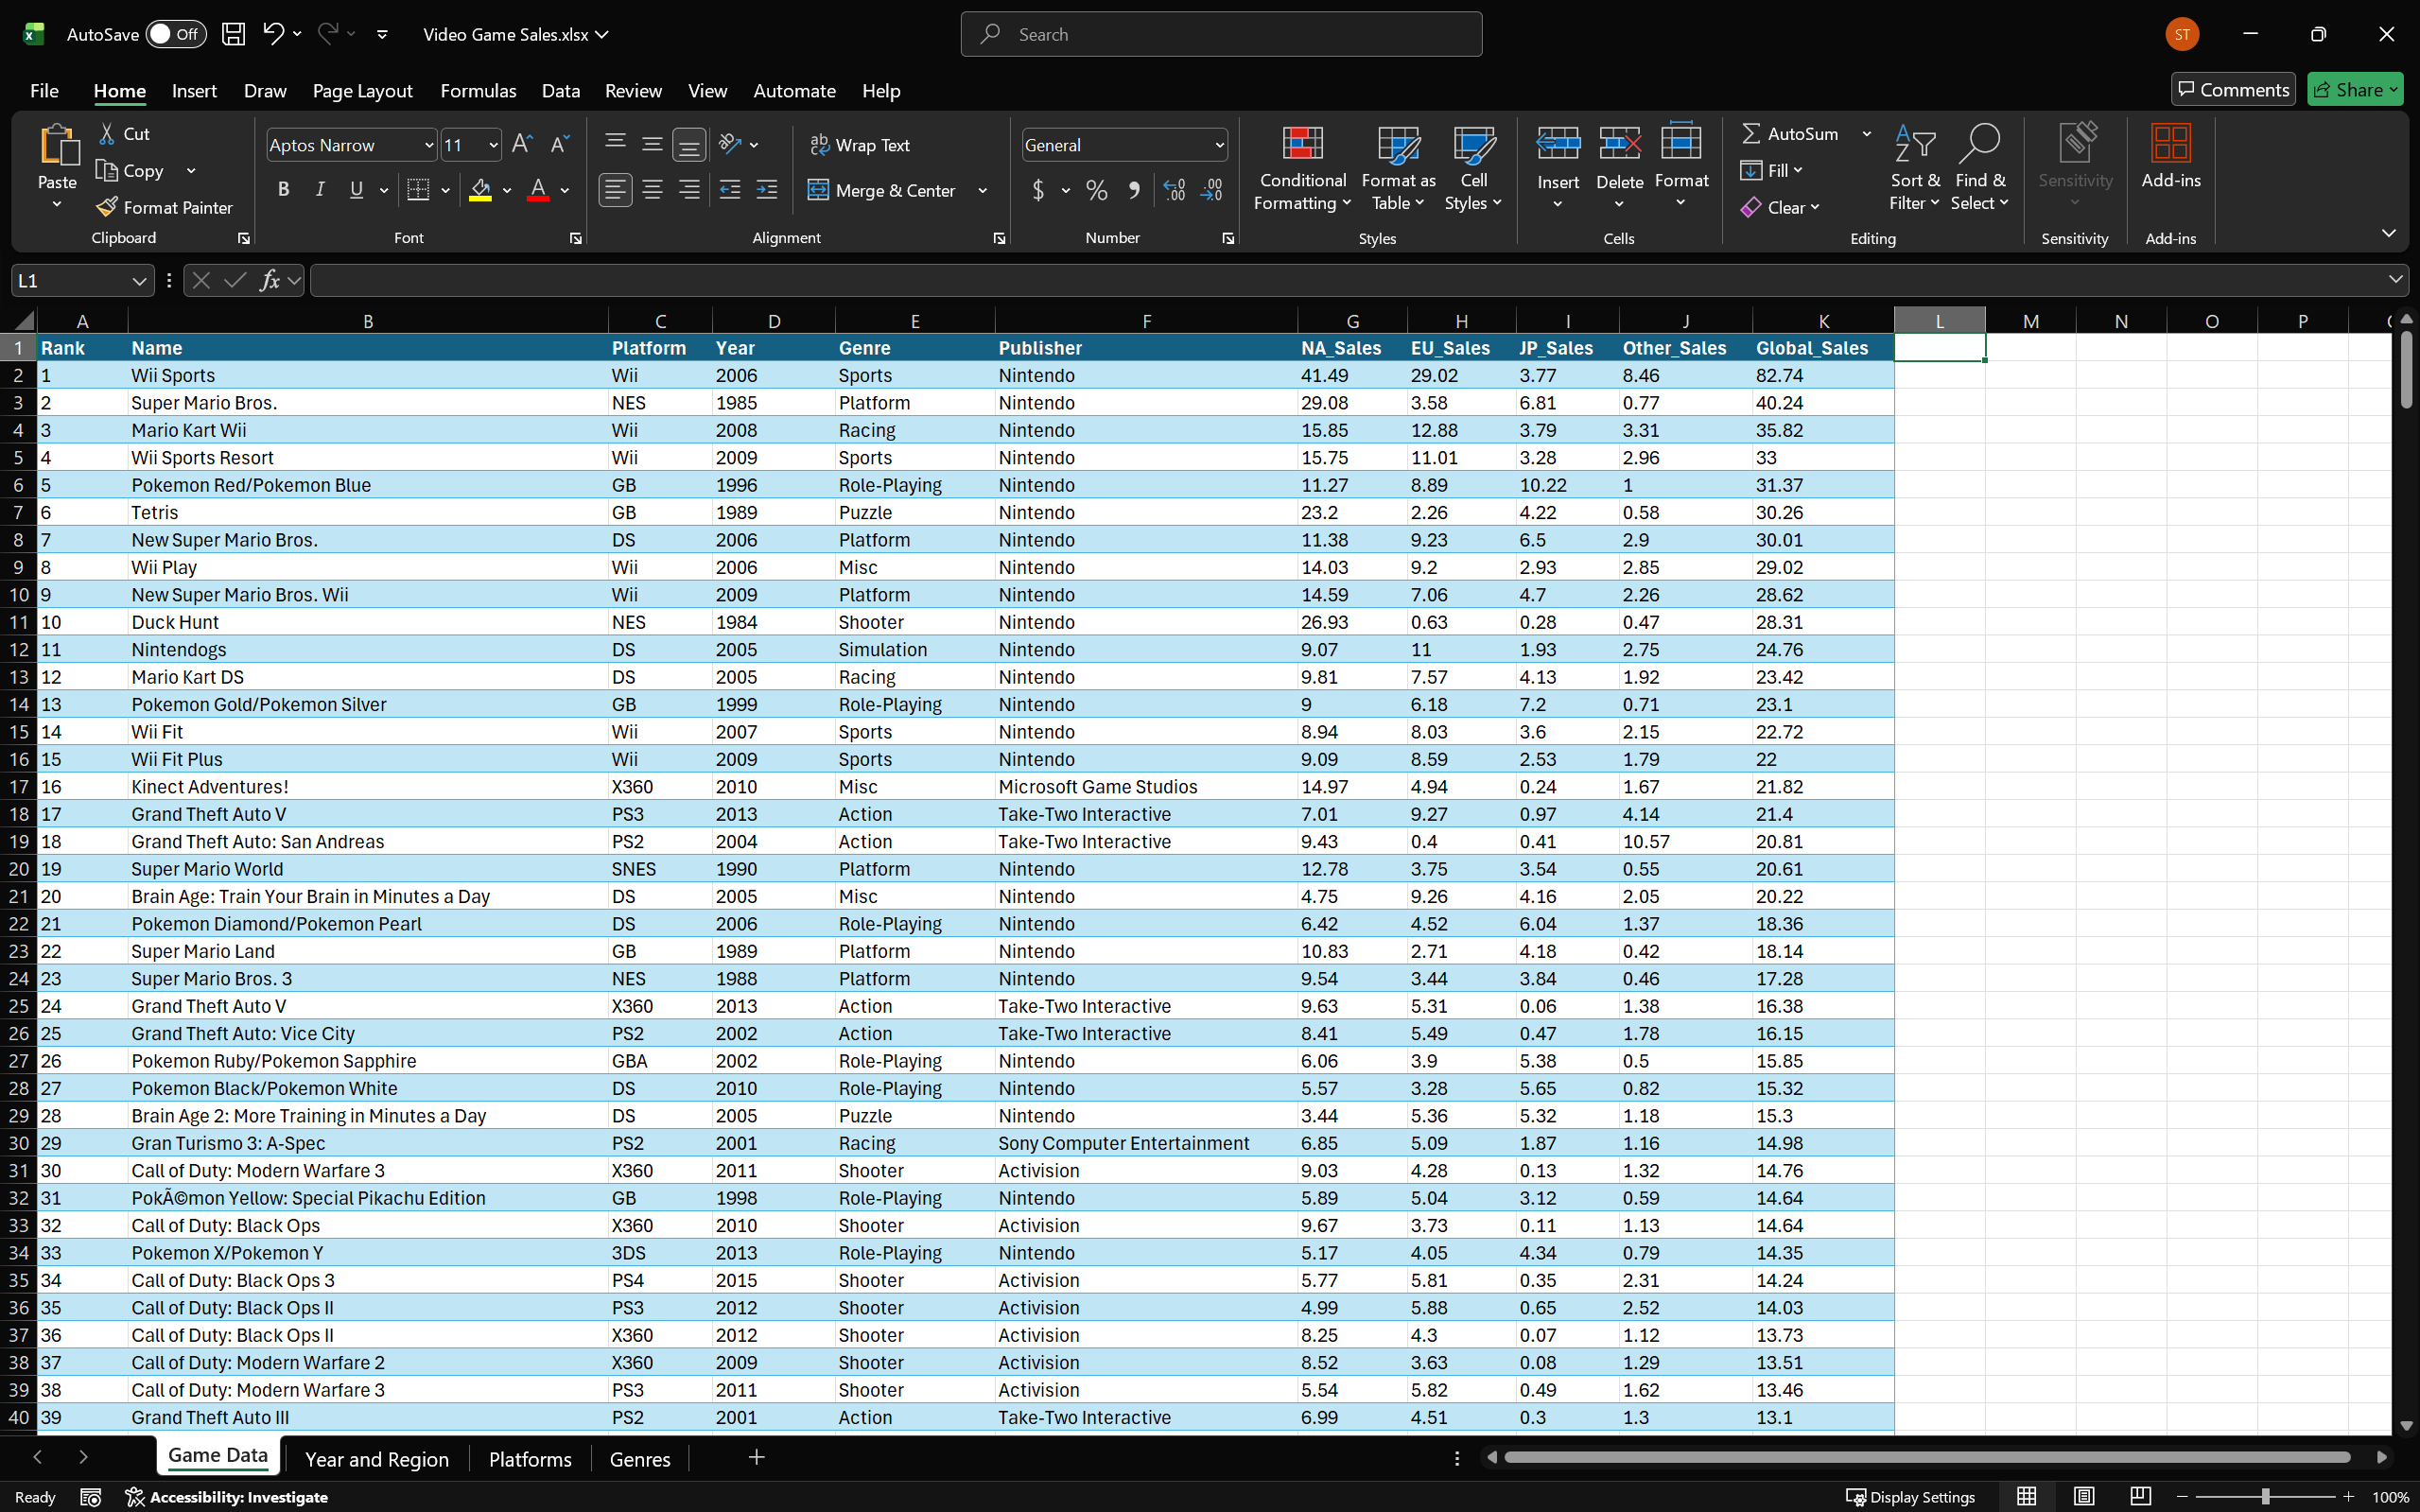 AutoSave Off Video Game Sales.xlsx Search ST
File Home Insert Draw Page Layout Formulas Data Review View Automate Help Comments Share
Paste Cut Copy Format Painter Clipboard
Aptos Narrow 11 B I U A Font
Wrap Text Merge & Center Alignment
General $ % Number
Conditional Formatting Format as Table Cell Styles Styles
Insert Delete Format Cells
AutoSum Fill Clear Sort & Filter Find & Select Editing
Sensitivity Sensitivity
Add-ins Add-ins
L1 fx
A B C D E F G H I J K L M N O P
1 Rank Name Platform Year Genre Publisher NA_Sales EU_Sales JP_Sales Other_Sales Global_Sales
2 1 Wii Sports Wii 2006 Sports Nintendo 41.49 29.02 3.77 8.46 82.74
3 2 Super Mario Bros. NES 1985 Platform Nintendo 29.08 3.58 6.81 0.77 40.24
4 3 Mario Kart Wii Wii 2008 Racing Nintendo 15.85 12.88 3.79 3.31 35.82
5 4 Wii Sports Resort Wii 2009 Sports Nintendo 15.75 11.01 3.28 2.96 33
6 5 Pokemon Red/Pokemon Blue GB 1996 Role-Playing Nintendo 11.27 8.89 10.22 1 31.37
7 6 Tetris GB 1989 Puzzle Nintendo 23.2 2.26 4.22 0.58 30.26
8 7 New Super Mario Bros. DS 2006 Platform Nintendo 11.38 9.23 6.5 2.9 30.01
9 8 Wii Play Wii 2006 Misc Nintendo 14.03 9.2 2.93 2.85 29.02
10 9 New Super Mario Bros. Wii Wii 2009 Platform Nintendo 14.59 7.06 4.7 2.26 28.62
11 10 Duck Hunt NES 1984 Shooter Nintendo 26.93 0.63 0.28 0.47 28.31
12 11 Nintendogs DS 2005 Simulation Nintendo 9.07 11 1.93 2.75 24.76
13 12 Mario Kart DS DS 2005 Racing Nintendo 9.81 7.57 4.13 1.92 23.42
14 13 Pokemon Gold/Pokemon Silver GB 1999 Role-Playing Nintendo 9 6.18 7.2 0.71 23.1
15 14 Wii Fit Wii 2007 Sports Nintendo 8.94 8.03 3.6 2.15 22.72
16 15 Wii Fit Plus Wii 2009 Sports Nintendo 9.09 8.59 2.53 1.79 22
17 16 Kinect Adventures! X360 2010 Misc Microsoft Game Studios 14.97 4.94 0.24 1.67 21.82
18 17 Grand Theft Auto V PS3 2013 Action Take-Two Interactive 7.01 9.27 0.97 4.14 21.4
19 18 Grand Theft Auto: San Andreas PS2 2004 Action Take-Two Interactive 9.43 0.4 0.41 10.57 20.81
20 19 Super Mario World SNES 1990 Platform Nintendo 12.78 3.75 3.54 0.55 20.61
21 20 Brain Age: Train Your Brain in Minutes a Day DS 2005 Misc Nintendo 4.75 9.26 4.16 2.05 20.22
22 21 Pokemon Diamond/Pokemon Pearl DS 2006 Role-Playing Nintendo 6.42 4.52 6.04 1.37 18.36
23 22 Super Mario Land GB 1989 Platform Nintendo 10.83 2.71 4.18 0.42 18.14
24 23 Super Mario Bros. 3 NES 1988 Platform Nintendo 9.54 3.44 3.84 0.46 17.28
25 24 Grand Theft Auto V X360 2013 Action Take-Two Interactive 9.63 5.31 0.06 1.38 16.38
26 25 Grand Theft Auto: Vice City PS2 2002 Action Take-Two Interactive 8.41 5.49 0.47 1.78 16.15
27 26 Pokemon Ruby/Pokemon Sapphire GBA 2002 Role-Playing Nintendo 6.06 3.9 5.38 0.5 15.85
28 27 Pokemon Black/Pokemon White DS 2010 Role-Playing Nintendo 5.57 3.28 5.65 0.82 15.32
29 28 Brain Age 2: More Training in Minutes a Day DS 2005 Puzzle Nintendo 3.44 5.36 5.32 1.18 15.3
30 29 Gran Turismo 3: A-Spec PS2 2001 Racing Sony Computer Entertainment 6.85 5.09 1.87 1.16 14.98
31 30 Call of Duty: Modern Warfare 3 X360 2011 Shooter Activision 9.03 4.28 0.13 1.32 14.76
32 31 PokÃ©mon Yellow: Special Pikachu Edition GB 1998 Role-Playing Nintendo 5.89 5.04 3.12 0.59 14.64
33 32 Call of Duty: Black Ops X360 2010 Shooter Activision 9.67 3.73 0.11 1.13 14.64
34 33 Pokemon X/Pokemon Y 3DS 2013 Role-Playing Nintendo 5.17 4.05 4.34 0.79 14.35
35 34 Call of Duty: Black Ops 3 PS4 2015 Shooter Activision 5.77 5.81 0.35 2.31 14.24
36 35 Call of Duty: Black Ops II PS3 2012 Shooter Activision 4.99 5.88 0.65 2.52 14.03
37 36 Call of Duty: Black Ops II X360 2012 Shooter Activision 8.25 4.3 0.07 1.12 13.73
38 37 Call of Duty: Modern Warfare 2 X360 2009 Shooter Activision 8.52 3.63 0.08 1.29 13.51
39 38 Call of Duty: Modern Warfare 3 PS3 2011 Shooter Activision 5.54 5.82 0.49 1.62 13.46
40 39 Grand Theft Auto III PS2 2001 Action Take-Two Interactive 6.99 4.51 0.3 1.3 13.1
Game Data Year and Region Platforms Genres
Ready Accessibility: Investigate Display Settings 100%